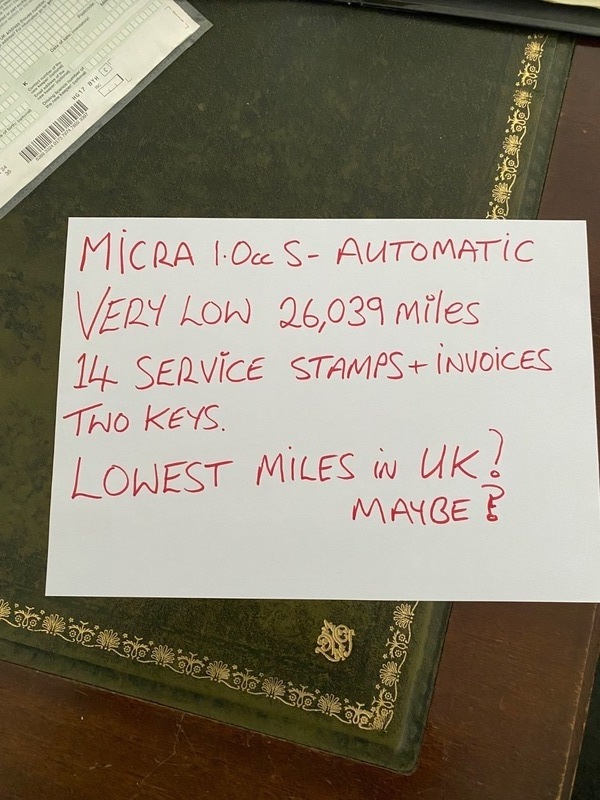 MICRA 1.0cc S- AUTOMATIC
VERY LOW 26,039 miles
14 SERVICE STAMPS + INVOICES
TWO KEYS.
LOWEST MILES in UK?
MAYBE?